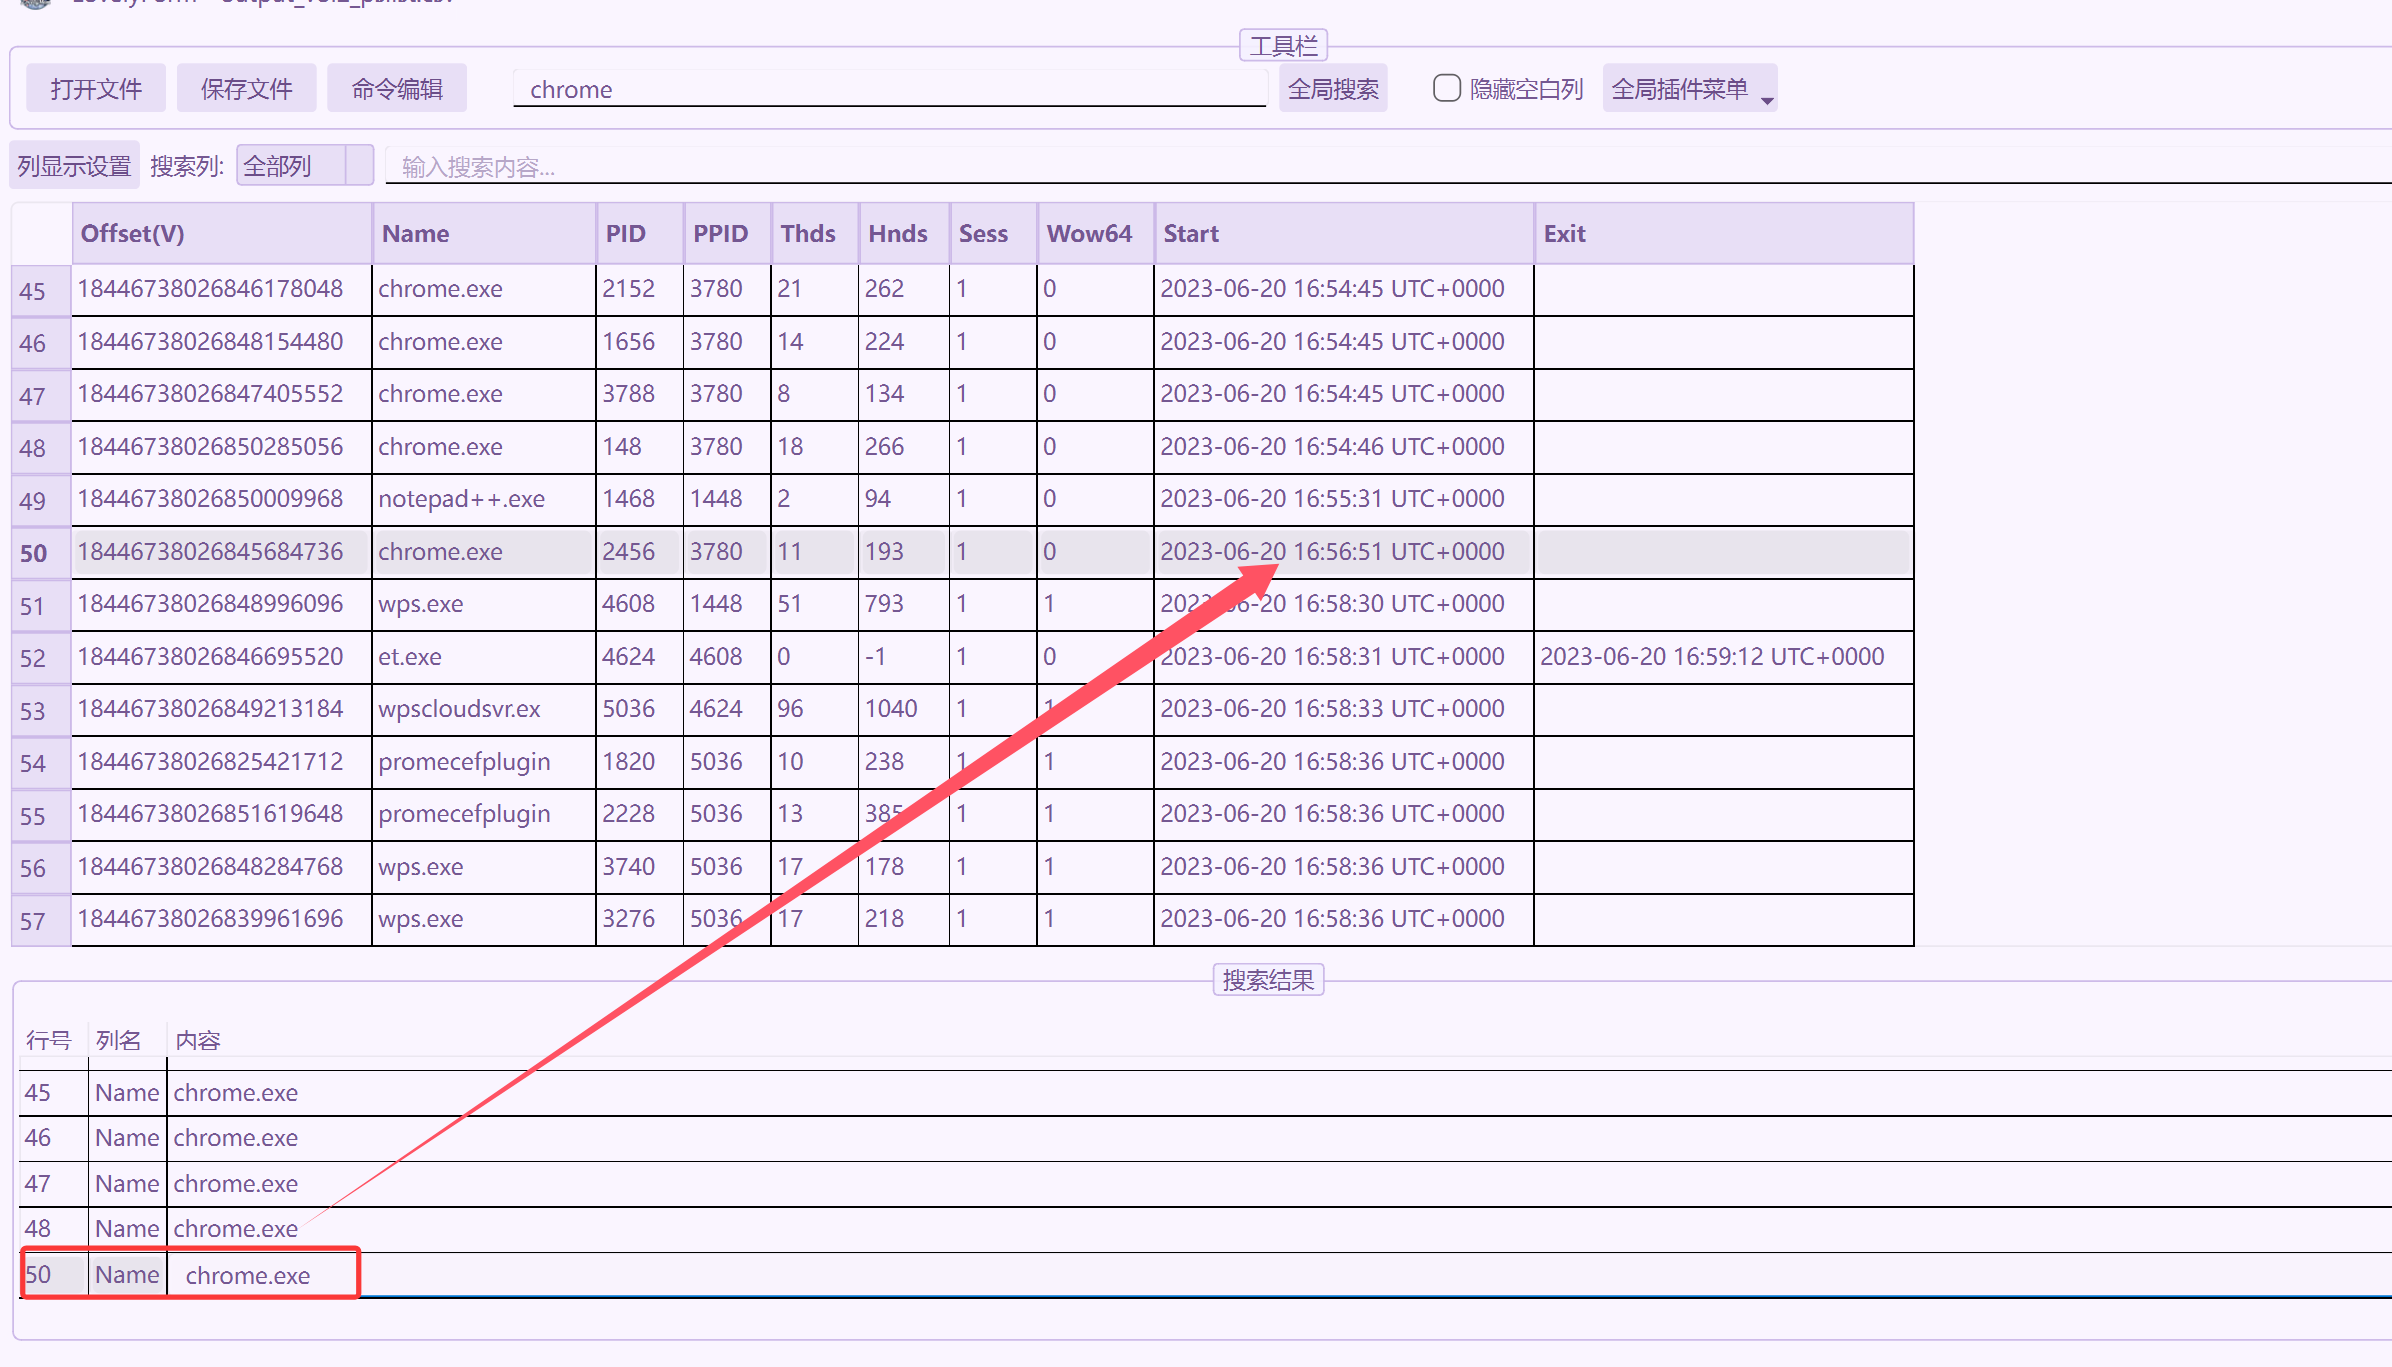 工具栏
打开文件 保存文件 命令编辑 chrome 全局搜索 隐藏空白列 全局插件菜单
列显示设置 搜索列: 全部列 输入搜索内容...
Offset(V) Name PID PPID Thds Hnds Sess Wow64 Start Exit
45 18446738026846178048 chrome.exe 2152 3780 21 262 1 0 2023-06-20 16:54:45 UTC+0000
46 18446738026848154480 chrome.exe 1656 3780 14 224 1 0 2023-06-20 16:54:45 UTC+0000
47 18446738026847405552 chrome.exe 3788 3780 8 134 1 0 2023-06-20 16:54:45 UTC+0000
48 18446738026850285056 chrome.exe 148 3780 18 266 1 0 2023-06-20 16:54:46 UTC+0000
49 18446738026850009968 notepad++.exe 1468 1448 2 94 1 0 2023-06-20 16:55:31 UTC+0000
50 18446738026845684736 chrome.exe 2456 3780 11 193 1 0 2023-06-20 16:56:51 UTC+0000
51 18446738026848996096 wps.exe 4608 1448 51 793 1 1 2023-06-20 16:58:30 UTC+0000
52 18446738026846695520 et.exe 4624 4608 0 -1 1 0 2023-06-20 16:58:31 UTC+0000 2023-06-20 16:59:12 UTC+0000
53 18446738026849213184 wpscloudsvr.ex 5036 4624 96 1040 1 1 2023-06-20 16:58:33 UTC+0000
54 18446738026825421712 promecefplugin 1820 5036 10 238 1 1 2023-06-20 16:58:36 UTC+0000
55 18446738026851619648 promecefplugin 2228 5036 13 385 1 1 2023-06-20 16:58:36 UTC+0000
56 18446738026848284768 wps.exe 3740 5036 17 178 1 1 2023-06-20 16:58:36 UTC+0000
57 18446738026839961696 wps.exe 3276 5036 17 218 1 1 2023-06-20 16:58:36 UTC+0000
搜索结果
行号 列名 内容
45 Name chrome.exe
46 Name chrome.exe
47 Name chrome.exe
48 Name chrome.exe
50 Name chrome.exe